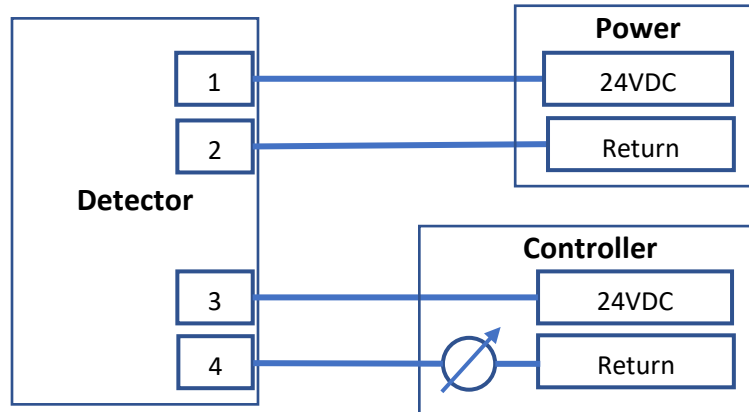 Power
1
24VDC
2
Return
Detector
Controller
3
24VDC
4
Return